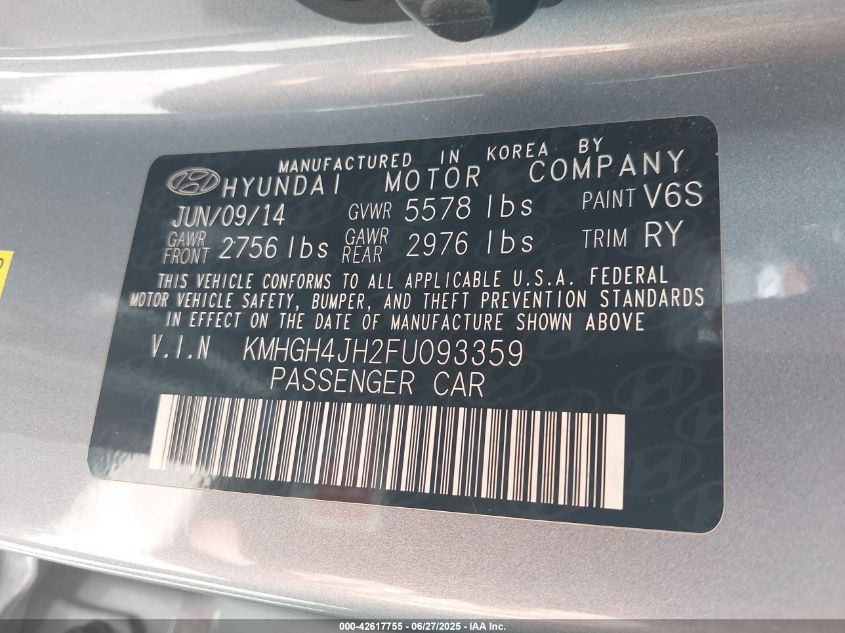 MANUFACTURED IN KOREA BY
HYUNDAI MOTOR COMPANY
JUN/09/14 GVWR 5578 lbs PAINT V6S
GAWR FRONT 2756 lbs GAWR REAR 2976 lbs TRIM RY
THIS VEHICLE CONFORMS TO ALL APPLICABLE U.S.A. FEDERAL
MOTOR VEHICLE SAFETY, BUMPER, AND THEFT PREVENTION STANDARDS
IN EFFECT ON THE DATE OF MANUFACTURE SHOWN ABOVE
V.I.N KMHGH4JH2FU093359
PASSENGER CAR
000-42617755 - 06/27/2025 - IAA Inc.